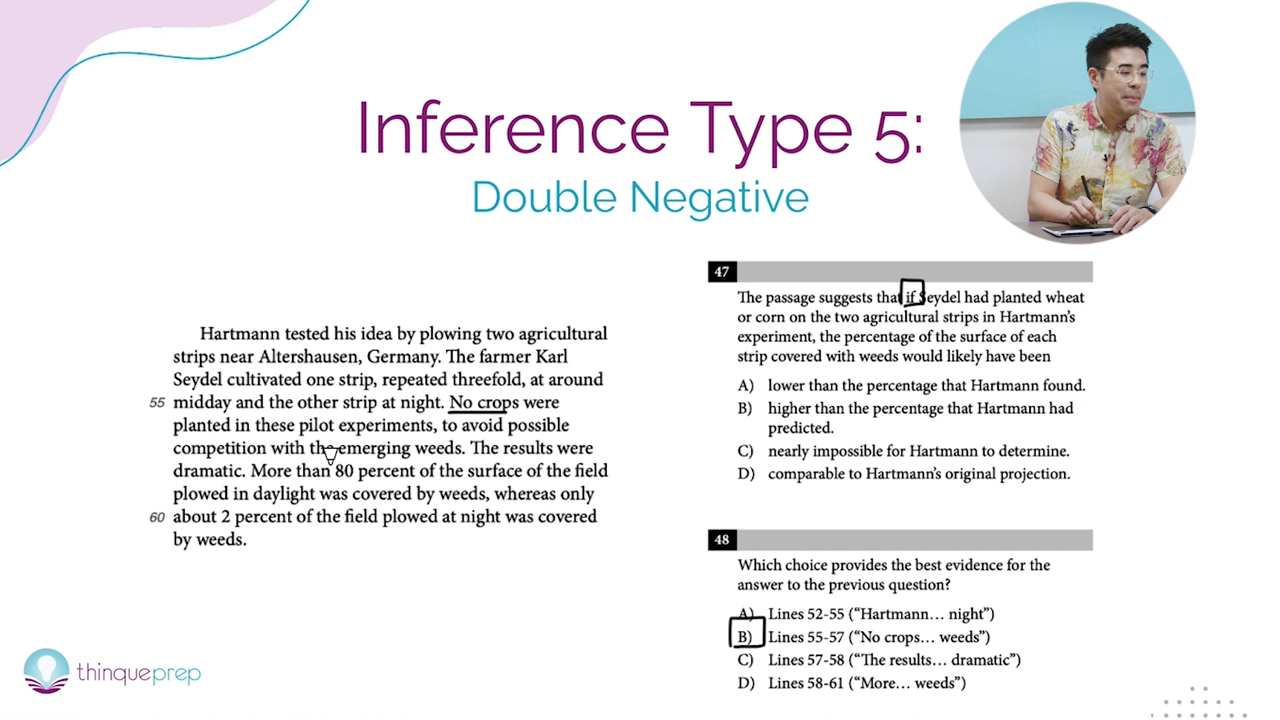 Inference Type 5:
Double Negative
Hartmann tested his idea by plowing two agricultural
strips near Altershausen, Germany. The farmer Karl
Seydel cultivated one strip, repeated threefold, at around
55 midday and the other strip at night. No crops were
planted in these pilot experiments, to avoid possible
competition with the emerging weeds. The results were
dramatic. More than 80 percent of the surface of the field
plowed in daylight was covered by weeds, whereas only
60 about 2 percent of the field plowed at night was covered
by weeds.
47
The passage suggests that if Seydel had planted wheat
or corn on the two agricultural strips in Hartmann's
experiment, the percentage of the surface of each
strip covered with weeds would likely have been
A) lower than the percentage that Hartmann found.
B) higher than the percentage that Hartmann had
predicted.
C) nearly impossible for Hartmann to determine.
D) comparable to Hartmann's original projection.
48
Which choice provides the best evidence for the
answer to the previous question?
A) Lines 52-55 ("Hartmann… night")
B) Lines 55-57 ("No crops… weeds")
C) Lines 57-58 ("The results… dramatic")
D) Lines 58-61 ("More… weeds")
thinqueprep